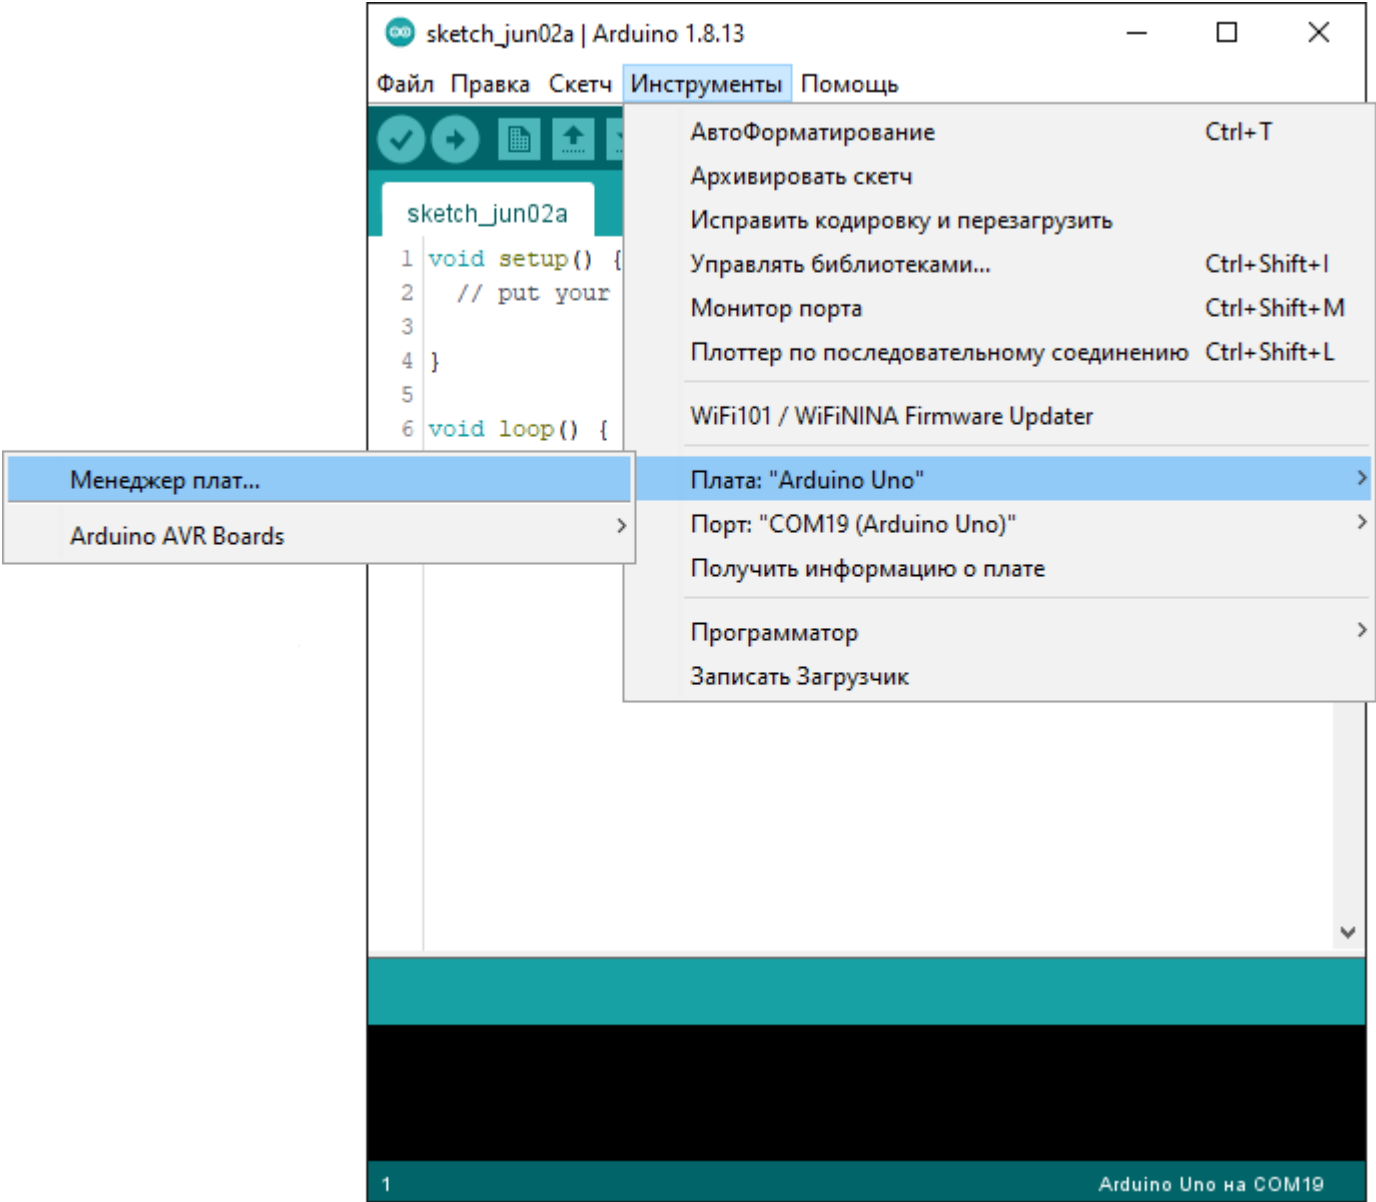 sketch_jun02a | Arduino 1.8.13
Файл Правка Скетч Инструменты Помощь
АвтоФорматирование Ctrl+T
Архивировать скетч
Исправить кодировку и перезагрузить
Управлять библиотеками... Ctrl+Shift+I
Монитор порта Ctrl+Shift+M
Плоттер по последовательному соединению Ctrl+Shift+L
WiFi101 / WiFiNINA Firmware Updater
Плата: "Arduino Uno"
Порт: "COM19 (Arduino Uno)"
Получить информацию о плате
Программатор
Записать Загрузчик
Менеджер плат...
Arduino AVR Boards
sketch_jun02a
1 void setup() {
2 // put your
3
4 }
5
6 void loop() {
1 Arduino Uno на COM19